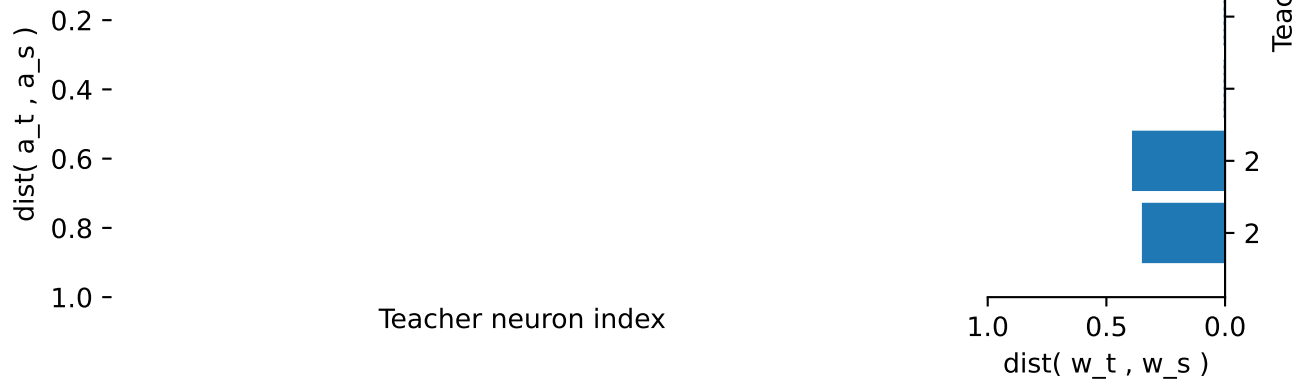 0.2
0.4
0.6
0.8
1.0
dist( a_t , a_s )
Teacher neuron index
2
2
1.0 0.5 0.0
dist( w_t , w_s )
Teac